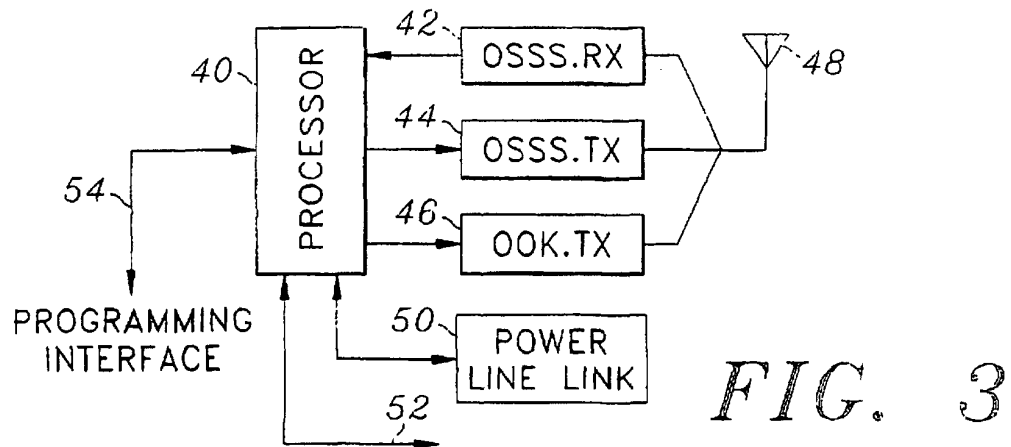 42
OSSS.RX
48
40
PROCESSOR
44
OSSS.TX
54
46
OOK.TX
PROGRAMMING
INTERFACE
50
POWER
LINE LINK
52
FIG. 3